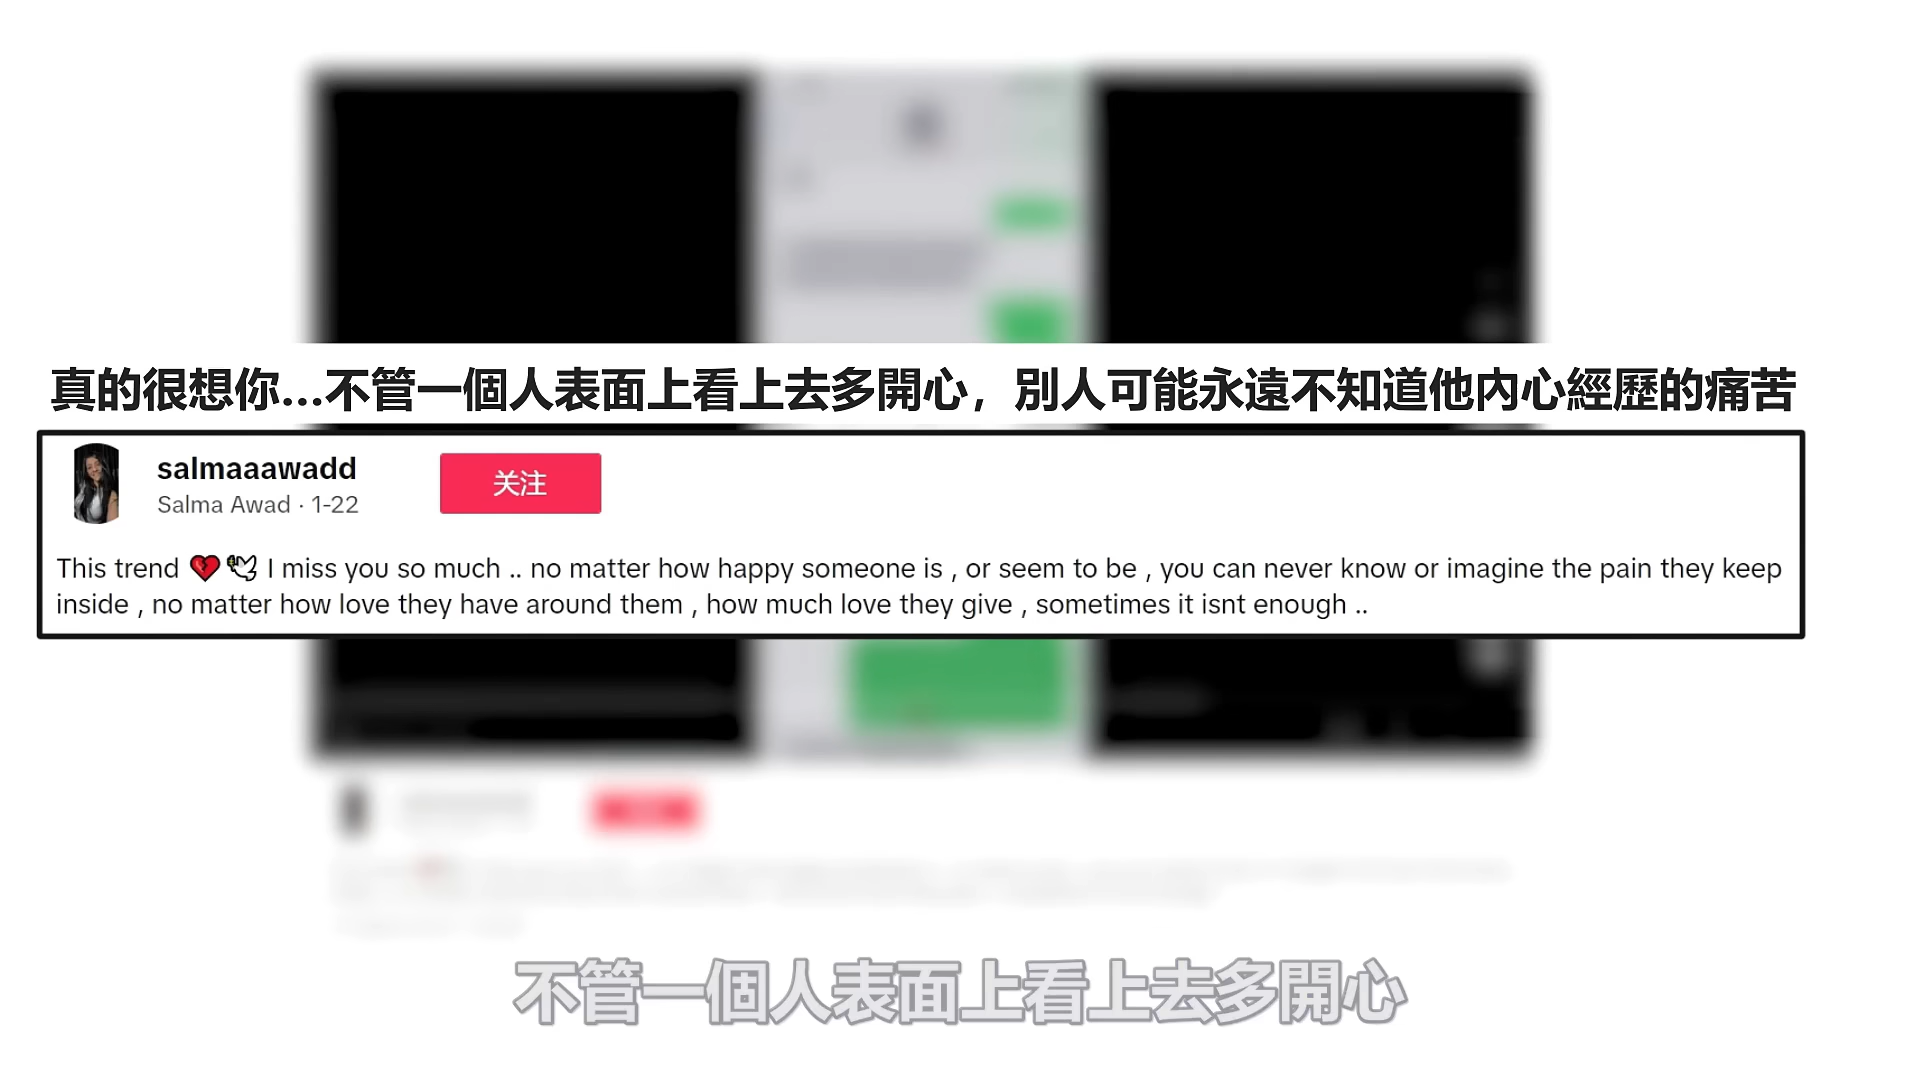 真的很想你...不管一個人表面上看上去多開心，別人可能永遠不知道他內心經歷的痛苦
salmaaawadd
Salma Awad · 1-22
关注
This trend 💔🕊️ I miss you so much .. no matter how happy someone is , or seem to be , you can never know or imagine the pain they keep
inside , no matter how love they have around them , how much love they give , sometimes it isnt enough ..
不管一個人表面上看上去多開心